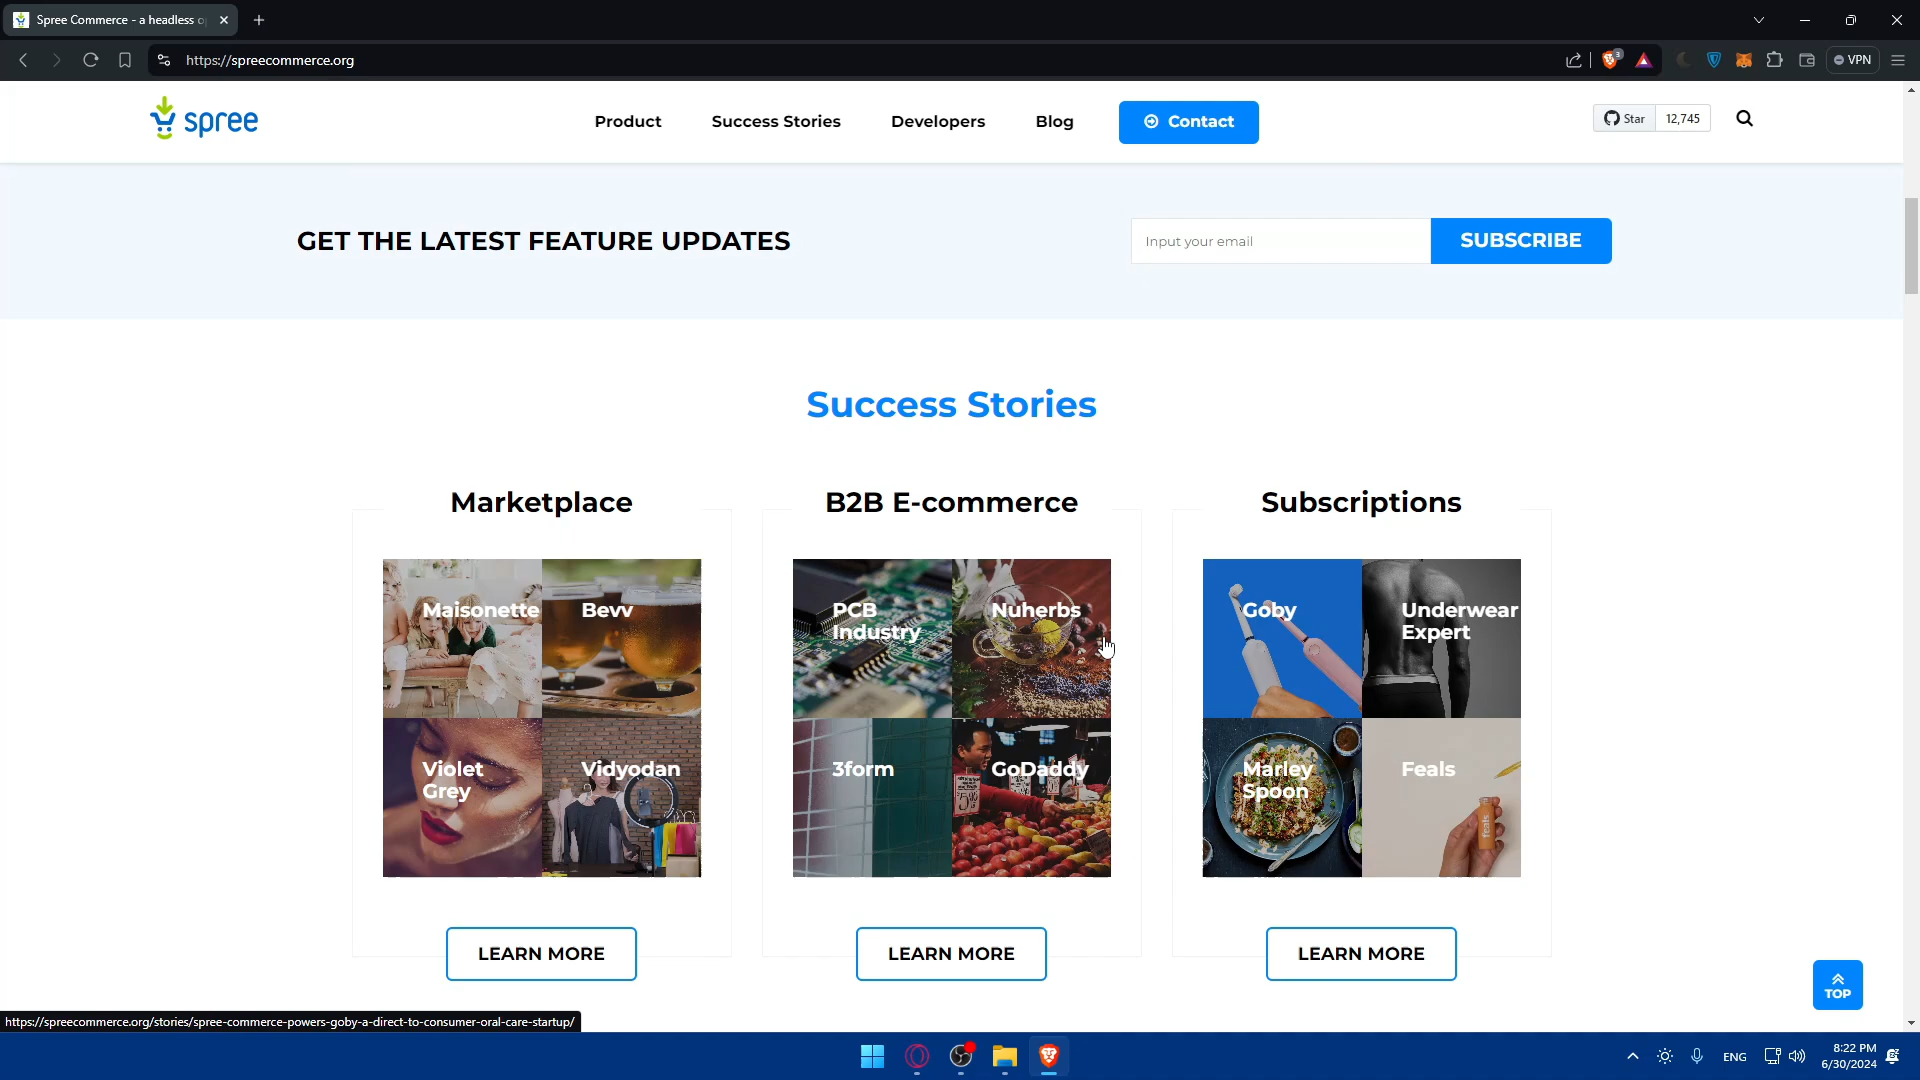 Spree Commerce - a headless o
https://spreecommerce.org
3
VPN
spree
Product
Success Stories
Developers
Blog
Contact
Star
12,745
GET THE LATEST FEATURE UPDATES
Input your email
SUBSCRIBE
Success Stories
Marketplace
B2B E-commerce
Subscriptions
Maisonette
Bevv
PCB
Industry
Nuherbs
Goby
Underwear
Expert
Violet
Grey
Vidyodan
3form
GoDaddy
Marley
Spoon
Feals
feals
LEARN MORE
LEARN MORE
LEARN MORE
TOP
https://spreecommerce.org/stories/spree-commerce-powers-goby-a-direct-to-consumer-oral-care-startup/
ENG
8:22 PM
6/30/2024